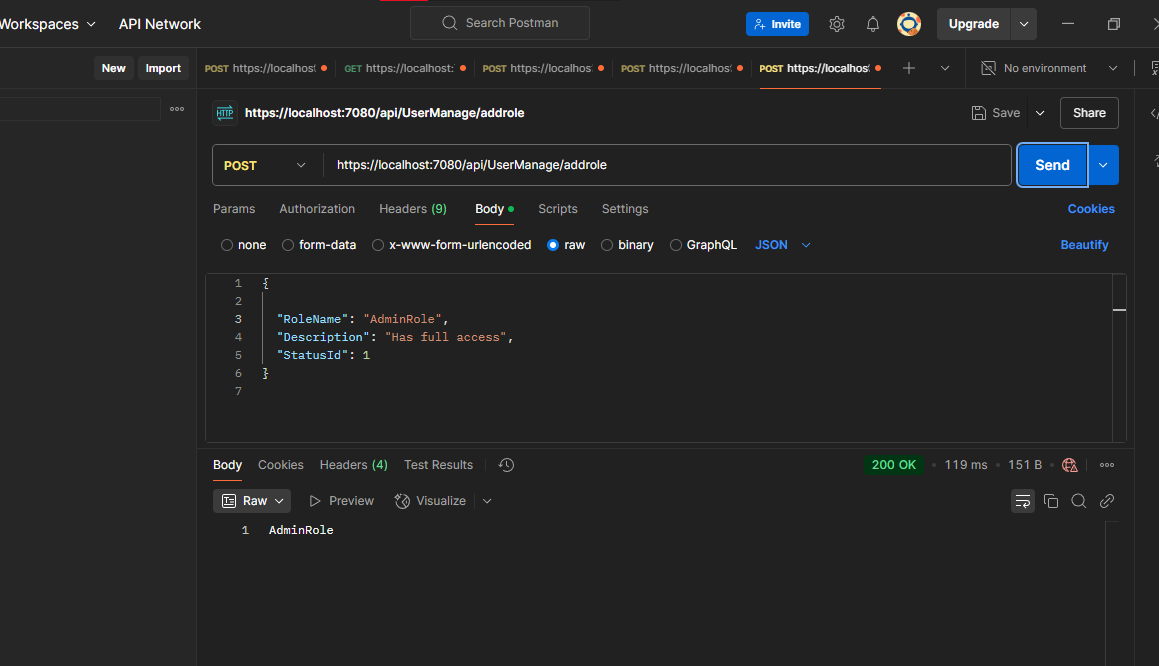 Workspaces API Network Search Postman Invite Upgrade
New Import POST https://localhost GET https://localhost: POST https://localhos POST https://localhos POST https://localhos No environment
HTTP https://localhost:7080/api/UserManage/addrole Save Share
POST https://localhost:7080/api/UserManage/addrole Send
Params Authorization Headers (9) Body Scripts Settings Cookies
none form-data x-www-form-urlencoded raw binary GraphQL JSON Beautify
1 {
2
3 "RoleName": "AdminRole",
4 "Description": "Has full access",
5 "StatusId": 1
6 }
7
Body Cookies Headers (4) Test Results 200 OK 119 ms 151 B
Raw Preview Visualize
1 AdminRole